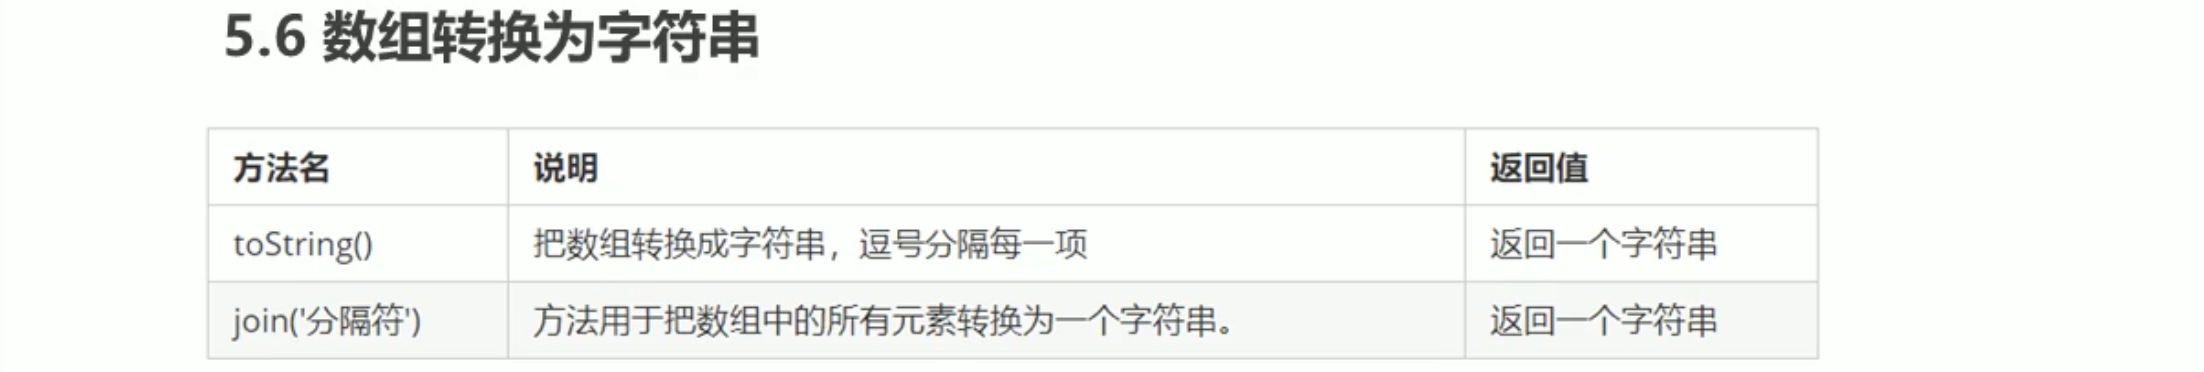 5.6 数组转换为字符串
方法名 说明 返回值
toString() 把数组转换成字符串，逗号分隔每一项 返回一个字符串
join('分隔符') 方法用于把数组中的所有元素转换为一个字符串。 返回一个字符串